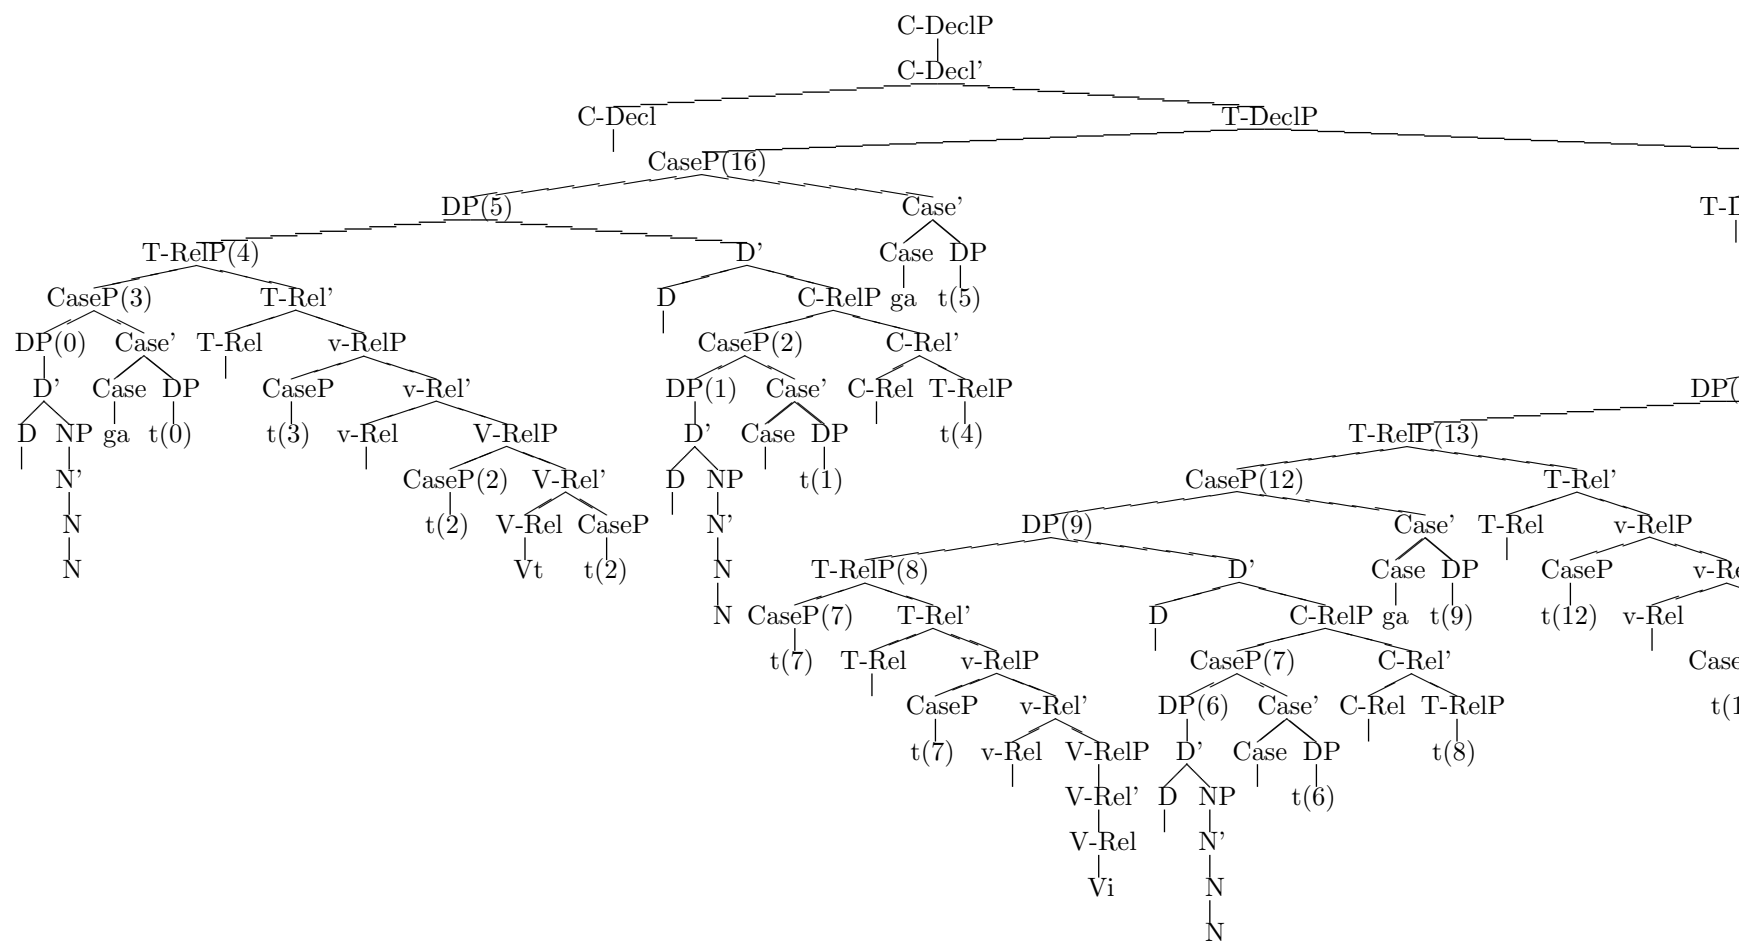 C-DeclP
C-Decl’
C-Decl T-DeclP
CaseP(16)
DP(5) Case’ T-D
T-RelP(4) D’ Case DP
CaseP(3) T-Rel’ D C-RelP ga t(5)
DP(0) Case’ T-Rel v-RelP CaseP(2) C-Rel’
D’ Case DP CaseP v-Rel’ DP(1) Case’ C-Rel T-RelP DP(
D NP ga t(0) t(3) v-Rel V-RelP D’ Case DP t(4) T-RelP(13)
N’ CaseP(2) V-Rel’ D NP t(1) CaseP(12) T-Rel’
N t(2) V-Rel CaseP N’ DP(9) Case’ T-Rel v-RelP
N Vt t(2) N T-RelP(8) D’ Case DP CaseP v-Re
N CaseP(7) T-Rel’ D C-RelP ga t(9) t(12) v-Rel
t(7) T-Rel v-RelP CaseP(7) C-Rel’ Case
CaseP v-Rel’ DP(6) Case’ C-Rel T-RelP t(1
t(7) v-Rel V-RelP D’ Case DP t(8)
V-Rel’ D NP t(6)
V-Rel N’
Vi N
N